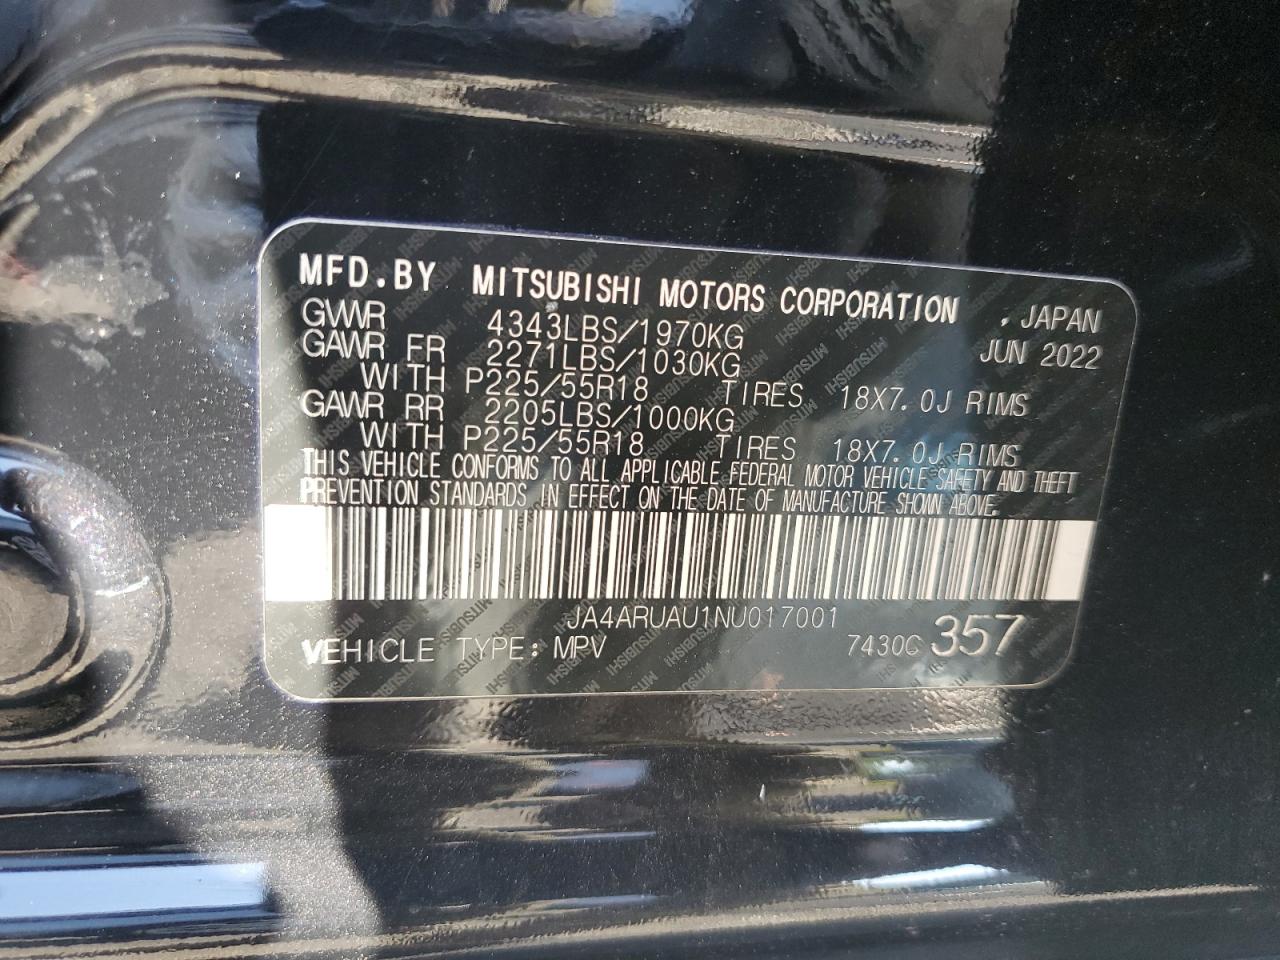 MFD.BY MITSUBISHI MOTORS CORPORATION , JAPAN
GVWR 4343LBS/1970KG JUN 2022
GAWR FR 2271LBS/1030KG
WITH P225/55R18 TIRES 18X7.0J RIMS
GAWR RR 2205LBS/1000KG
WITH P225/55R18 TIRES 18X7.0J RIMS
THIS VEHICLE CONFORMS TO ALL APPLICABLE FEDERAL MOTOR VEHICLE SAFETY AND THEFT
PREVENTION STANDARDS IN EFFECT ON THE DATE OF MANUFACTURE SHOWN ABOVE.
JA4ARUAU1NU017001
VEHICLE TYPE: MPV 7430C 357